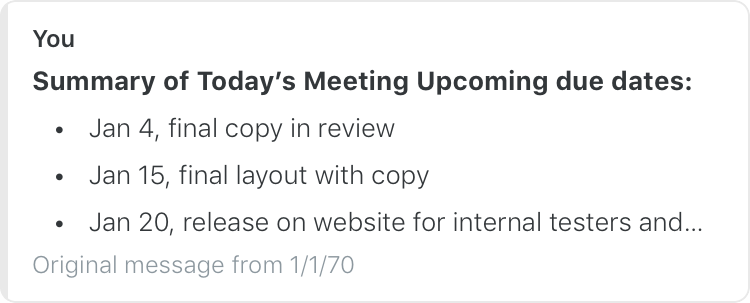 You
Summary of Today’s Meeting Upcoming due dates:
• Jan 4, final copy in review
• Jan 15, final layout with copy
• Jan 20, release on website for internal testers and...
Original message from 1/1/70